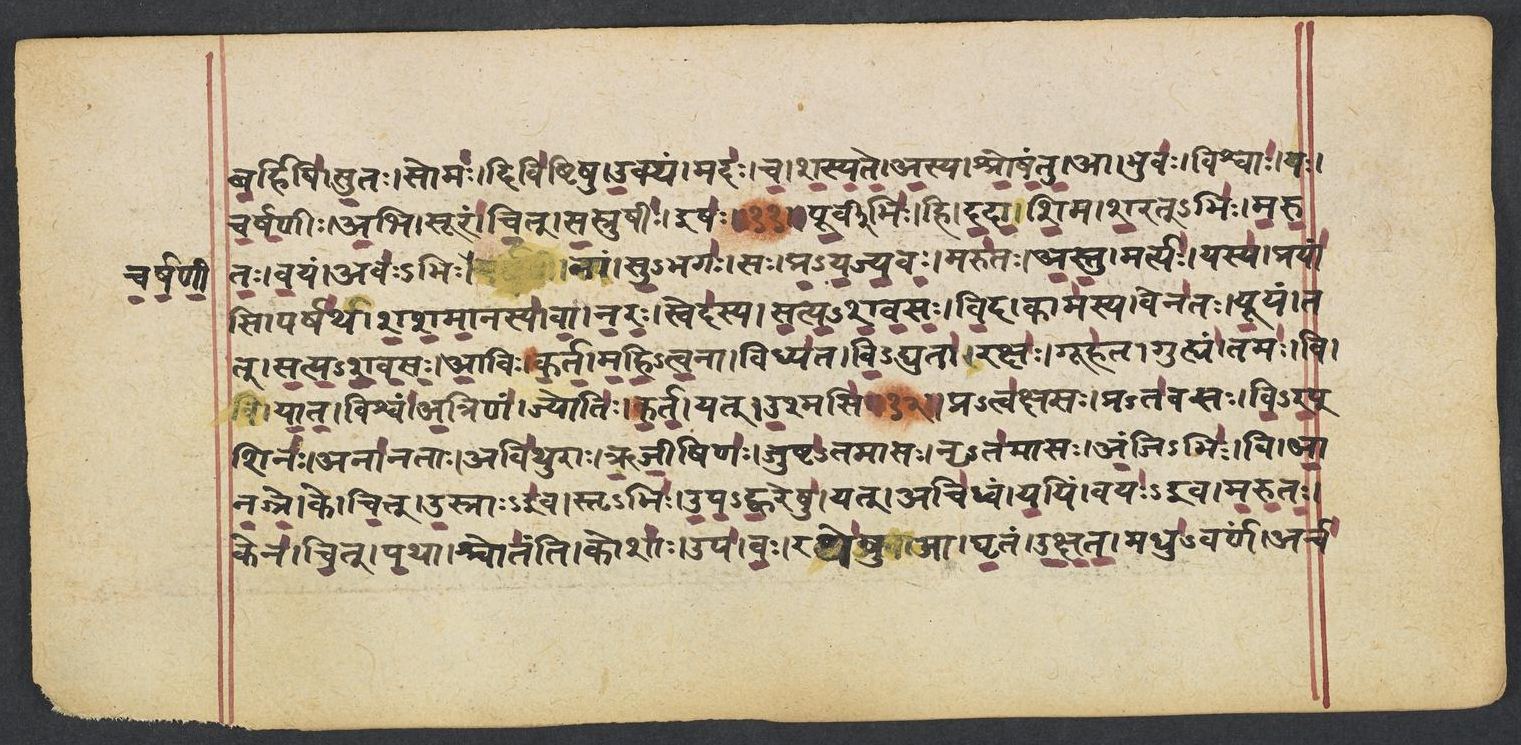 बर्हिषि।सुतः।सोमः।दिविष्टिषु।उक्थं।मदः।च।शस्यते।अस्य।श्रोषंतु।आ।भुवः।विश्वाः।यः।
चर्षणीः।अभि।सूरं।चित्।सस्रुषीः।इषः॥११॥पूर्वीभिः।हि।ददाशिम।शरत्ऽभिः।मरु
चर्षणी
तः।वयं।अवःऽभिः।नां।सुऽभगः।सः।प्रऽयज्यवः।मरुतः।अस्तु।मर्त्यः।यस्य।प्रयां
सि।पर्षथ।शशमानस्य।वा।नरः।स्वेदस्य।सत्यऽशवसः।विद।कामस्य।वेनतः।यूयं।त
त्।सत्यऽशवसः।आविः।कर्त।महिऽत्वना।विध्यत।विऽद्युता।रक्षः।गूहत।गुह्यं।तमः।वि।
यात।विश्वं।अत्रिणं।ज्योतिः।कर्त।यत्।उश्मसि॥१२॥प्रऽत्वक्षसः।प्रऽतवसः।विऽरप्
शिनः।अनानताः।अविथुराः।ऋजीषिणः।जुष्टऽतमासः।नृऽतमासः।अंजिऽभिः।वि।आ
नज्रे।के।चित्।उस्राःऽइव।स्तृऽभिः।उपऽह्वरेषु।यत्।अचिध्वं।ययिं।वयःऽइव।मरुतः।
केन।चित्।पथा।श्चोतंति।कोशाः।उप।वः।रथेषु।आ।घृतं।उक्षत।मधुऽवर्णं।अर्च